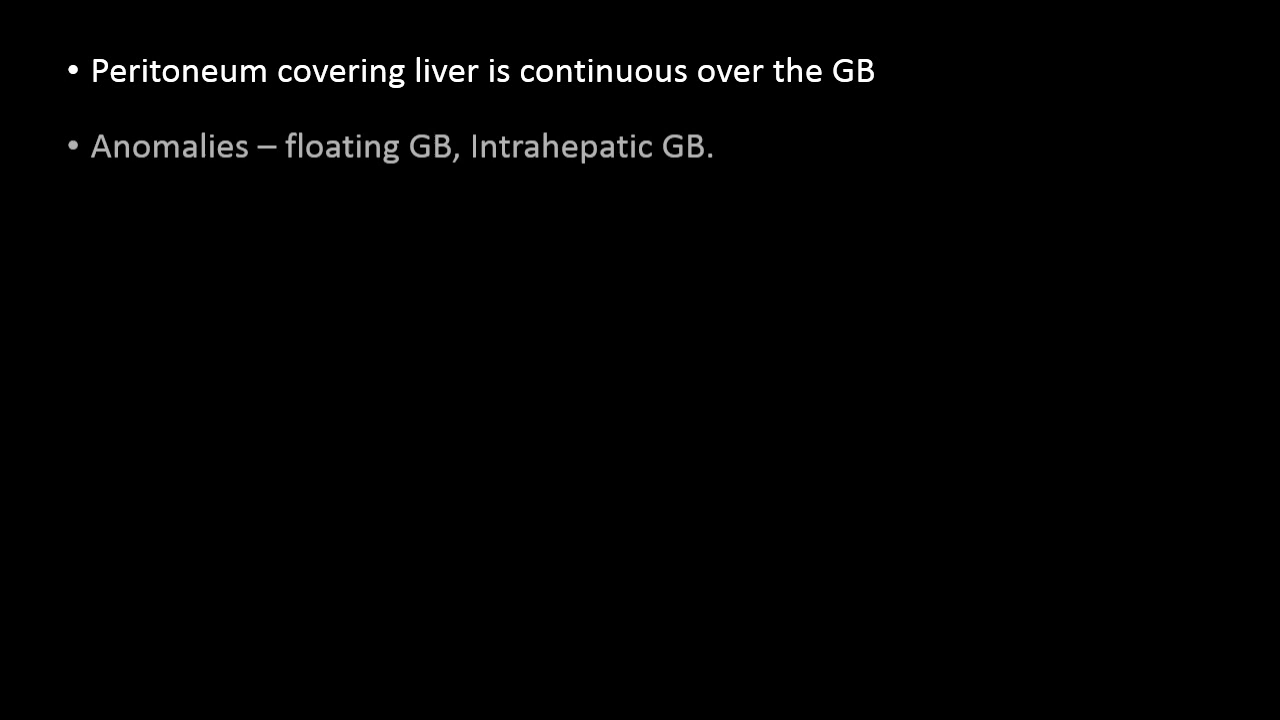 • Peritoneum covering liver is continuous over the GB
• Anomalies – floating GB, Intrahepatic GB.